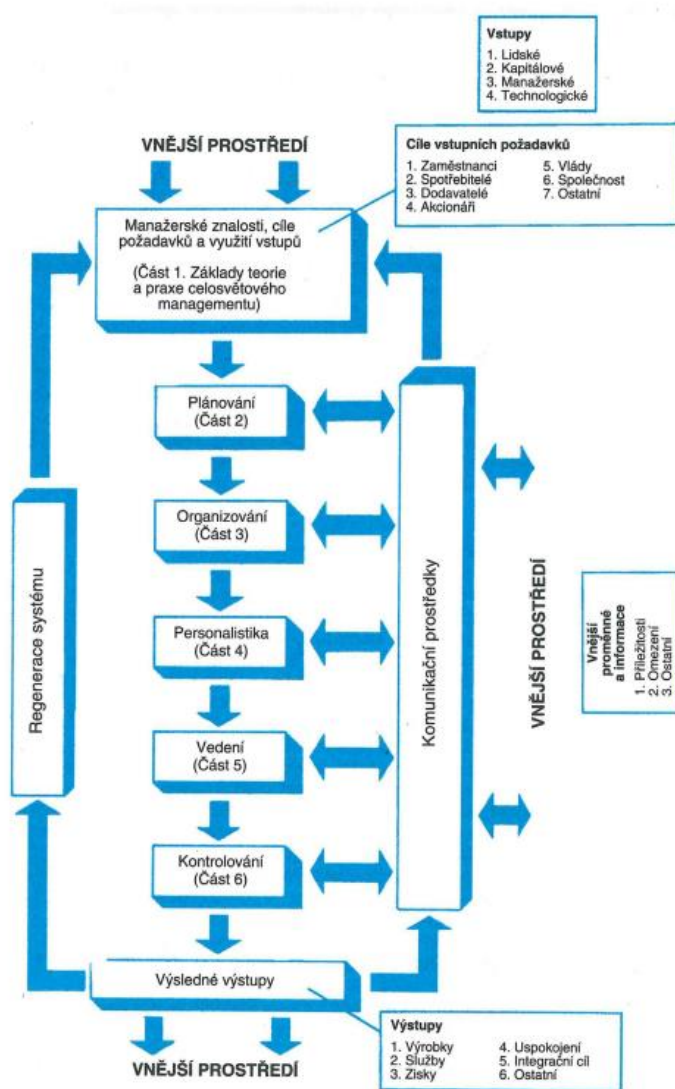 Vstupy
1. Lidské
2. Kapitálové
3. Manažerské
4. Technologické
VNĚJŠÍ PROSTŘEDÍ
Cíle vstupních požadavků
1. Zaměstnanci
2. Spotřebitelé
3. Dodavatelé
4. Akcionáři
5. Vlády
6. Společnost
7. Ostatní
Manažerské znalosti, cíle
požadavků a využití vstupů
(Část 1. Základy teorie
a praxe celosvětového
managementu)
Plánování
(Část 2)
Organizování
(Část 3)
Personalistika
(Část 4)
Vedení
(Část 5)
Kontrolování
(Část 6)
Regenerace systému
Komunikační prostředky
VNĚJŠÍ PROSTŘEDÍ
Vnější
proměnné
a informace
1. Příležitosti
2. Omezení
3. Ostatní
Výsledné výstupy
VNĚJŠÍ PROSTŘEDÍ
Výstupy
1. Výrobky
2. Služby
3. Zisky
4. Uspokojení
5. Integrační cíl
6. Ostatní